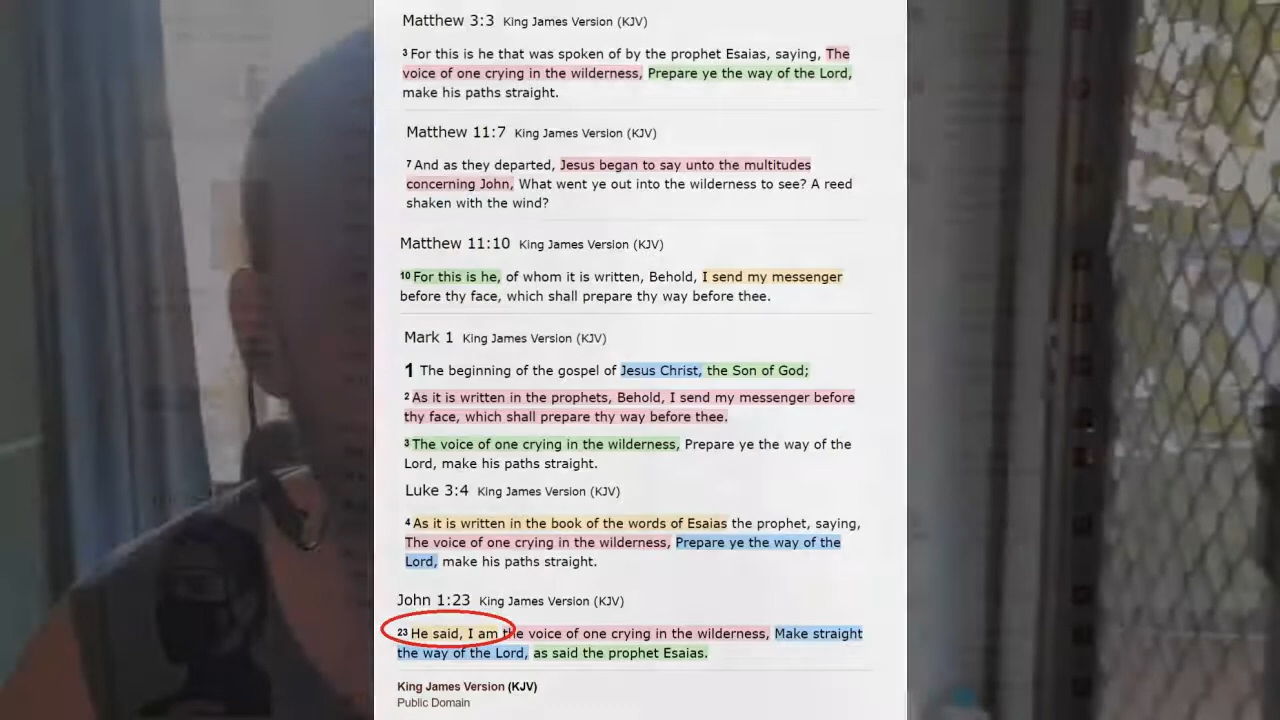 Matthew 3:3 King James Version (KJV)
3 For this is he that was spoken of by the prophet Esaias, saying, The
voice of one crying in the wilderness, Prepare ye the way of the Lord,
make his paths straight.
Matthew 11:7 King James Version (KJV)
7 And as they departed, Jesus began to say unto the multitudes
concerning John, What went ye out into the wilderness to see? A reed
shaken with the wind?
Matthew 11:10 King James Version (KJV)
10 For this is he, of whom it is written, Behold, I send my messenger
before thy face, which shall prepare thy way before thee.
Mark 1 King James Version (KJV)
1 The beginning of the gospel of Jesus Christ, the Son of God;
2 As it is written in the prophets, Behold, I send my messenger before
thy face, which shall prepare thy way before thee.
3 The voice of one crying in the wilderness, Prepare ye the way of the
Lord, make his paths straight.
Luke 3:4 King James Version (KJV)
4 As it is written in the book of the words of Esaias the prophet, saying,
The voice of one crying in the wilderness, Prepare ye the way of the
Lord, make his paths straight.
John 1:23 King James Version (KJV)
23 He said, I am the voice of one crying in the wilderness, Make straight
the way of the Lord, as said the prophet Esaias.
King James Version (KJV)
Public Domain